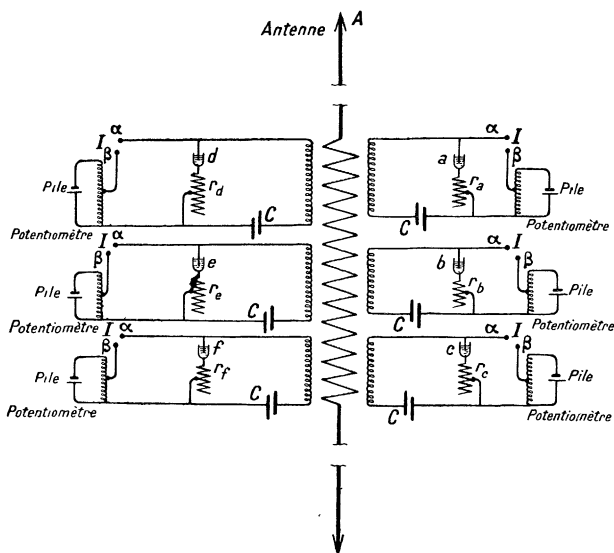 Antenne A
I α
β
d
r_d
Pile
C
Potentiomètre
a
r_a
α I
β
Pile
C
Potentiomètre
I α
β
e
r_e
Pile
C
Potentiomètre
b
r_b
α I
β
Pile
C
Potentiomètre
I α
β
f
r_f
Pile
C
Potentiomètre
c
r_c
α I
β
Pile
C
Potentiomètre